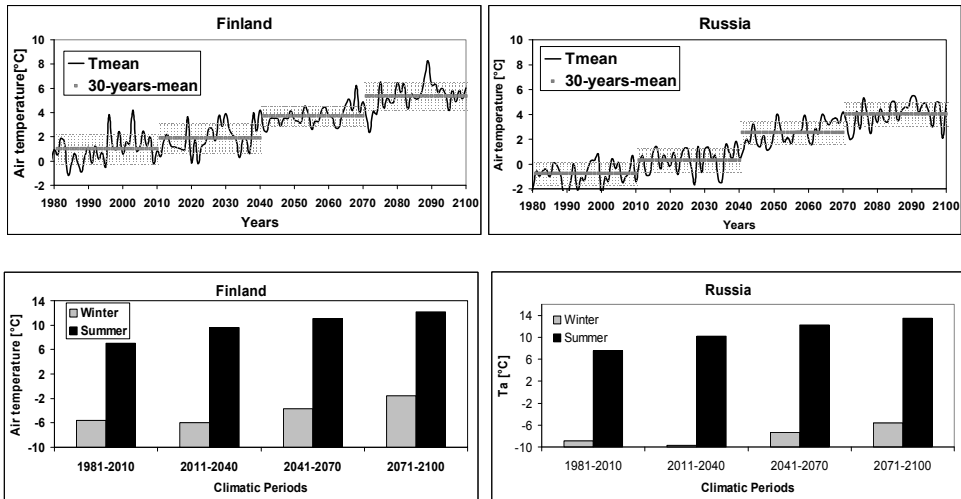 Finland
Air temperature[°C]
10
8
6
4
2
0
-2
Tmean
30-years-mean
1980 1990 2000 2010 2020 2030 2040 2050 2060 2070 2080 2090 2100
Years
Russia
Air temperature [°C]
10
8
6
4
2
0
-2
Tmean
30-years-mean
1980 1990 2000 2010 2020 2030 2040 2050 2060 2070 2080 2090 2100
Years
Finland
Air temperature [°C]
14
10
6
2
-2
-6
-10
Winter
Summer
1981-2010 2011-2040 2041-2070 2071-2100
Climatic Periods
Russia
Ta [°C]
14
10
6
2
-2
-6
-10
Winter
Summer
1981-2010 2011-2040 2041-2070 2071-2100
Climatic Periods